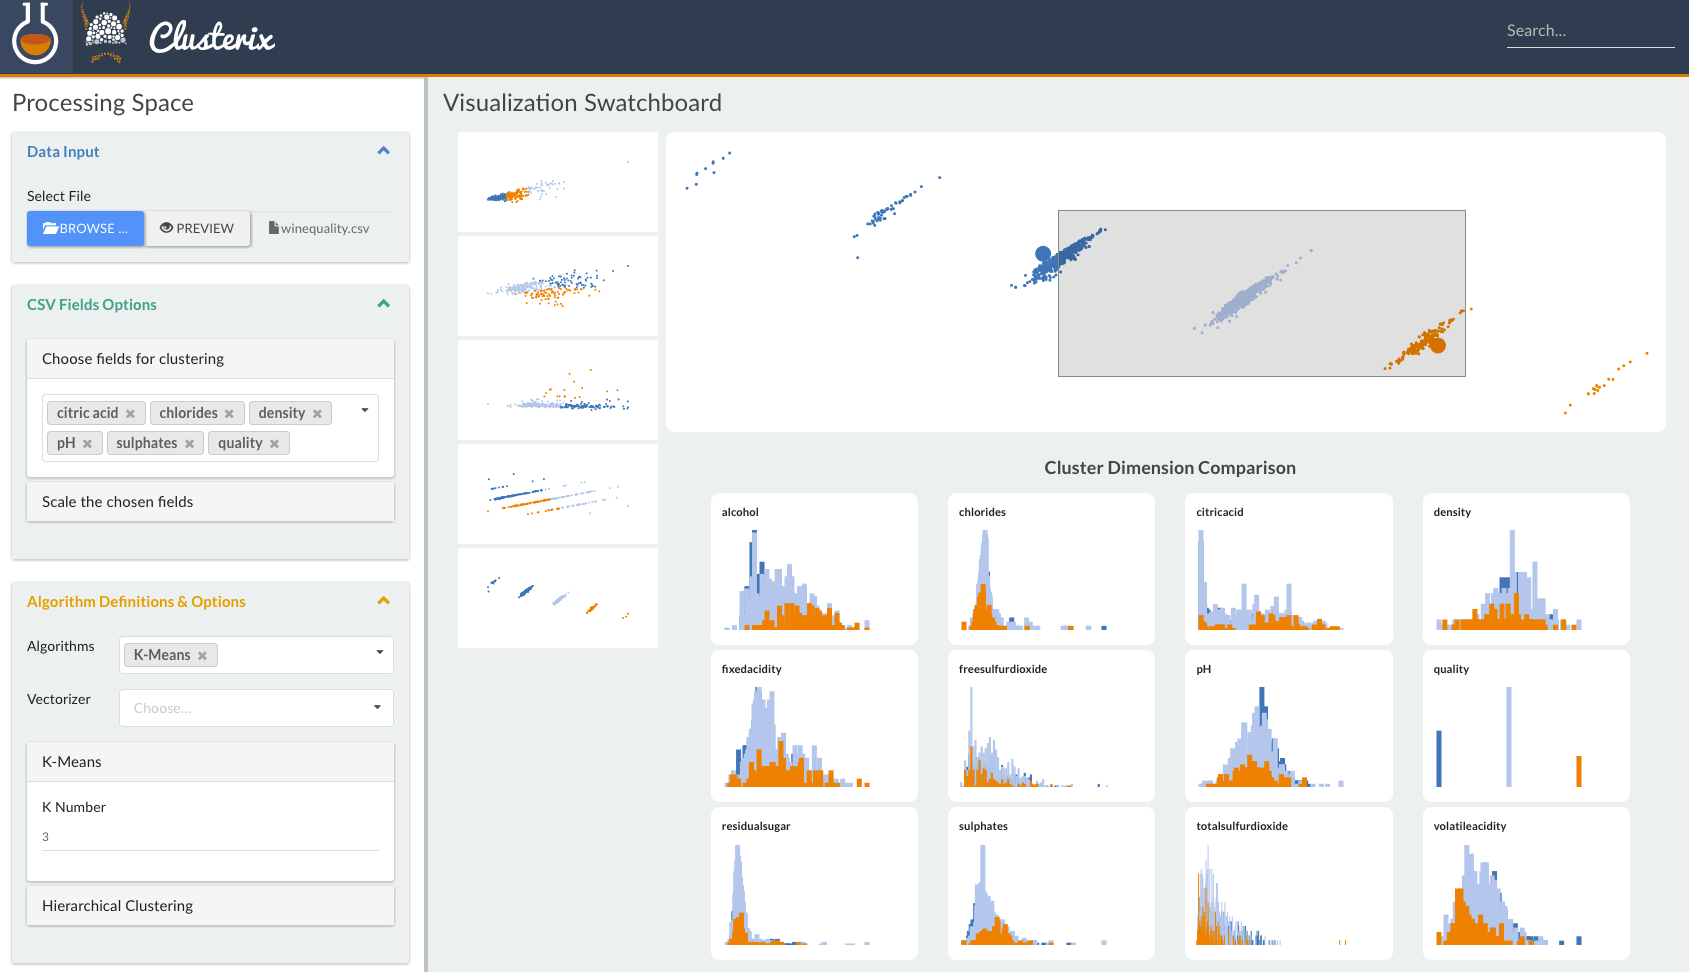 Clusterix
Search...
Processing Space
Data Input
Select File
BROWSE ...
PREVIEW
winequality.csv
CSV Fields Options
Choose fields for clustering
citric acid × chlorides × density ×
pH × sulphates × quality ×
Scale the chosen fields
Algorithm Definitions & Options
Algorithms
K-Means ×
Vectorizer
Choose...
K-Means
K Number
3
Hierarchical Clustering
Visualization Swatchboard
Cluster Dimension Comparison
alcohol
chlorides
citricacid
density
fixedacidity
freesulfurdioxide
pH
quality
residualsugar
sulphates
totalsulfurdioxide
volatileacidity